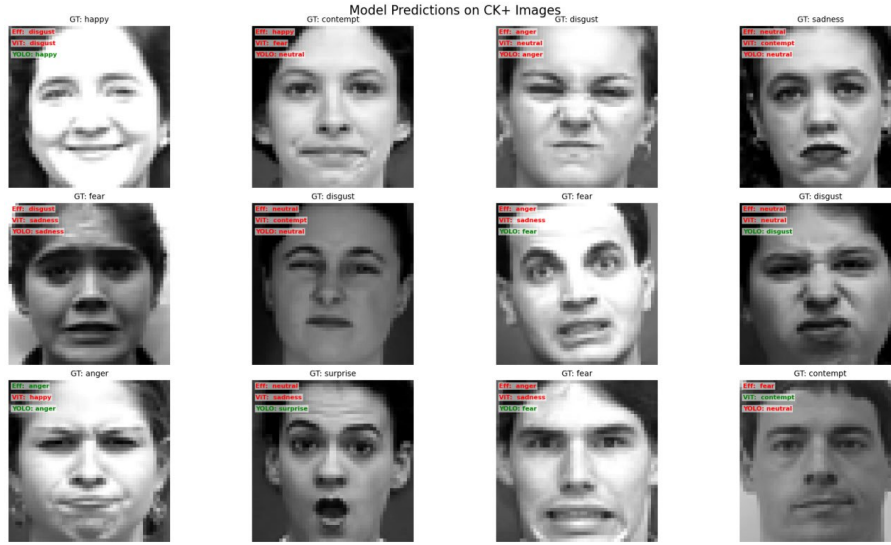 Model Predictions on CK+ Images
GT: happy
Eff: disgust
ViT: disgust
YOLO: happy
GT: contempt
Eff: happy
ViT: fear
YOLO: neutral
GT: disgust
Eff: anger
ViT: neutral
YOLO: anger
GT: sadness
Eff: neutral
ViT: contempt
YOLO: neutral
GT: fear
Eff: disgust
ViT: sadness
YOLO: sadness
GT: disgust
Eff: neutral
ViT: contempt
YOLO: neutral
GT: fear
Eff: anger
ViT: sadness
YOLO: fear
GT: disgust
Eff: neutral
ViT: neutral
YOLO: disgust
GT: anger
Eff: anger
ViT: happy
YOLO: anger
GT: surprise
Eff: neutral
ViT: sadness
YOLO: surprise
GT: fear
Eff: anger
ViT: sadness
YOLO: fear
GT: contempt
Eff: fear
ViT: contempt
YOLO: neutral